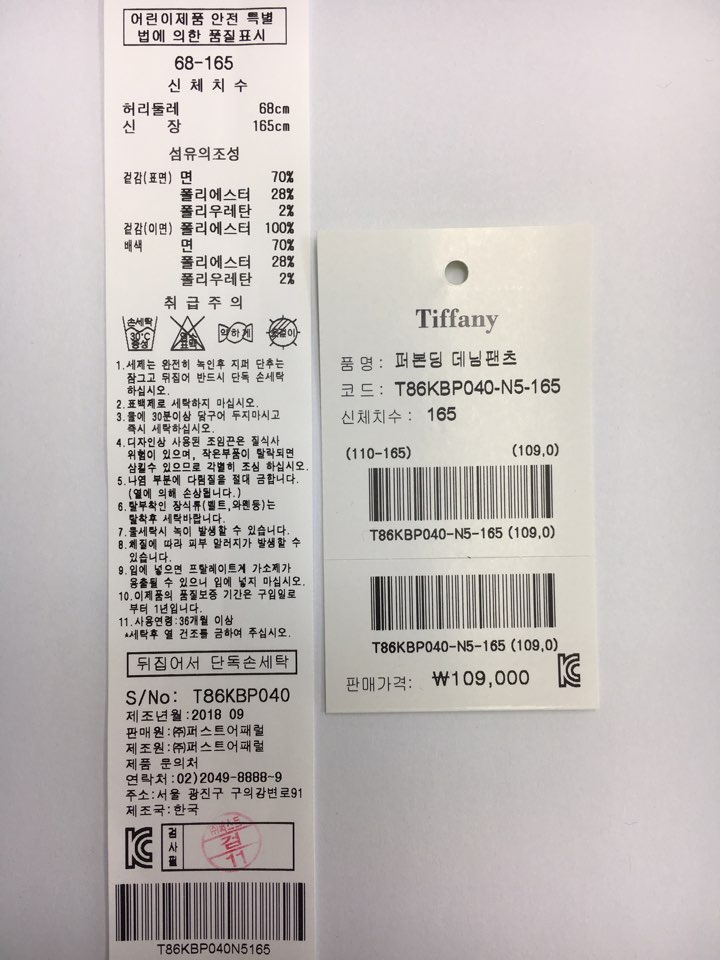 어린이제품 안전 특별
법에 의한 품질표시
68-165
신 체 치 수
허리둘레 68cm
신 장 165cm
섬유의조성
겉감(표면) 면 70%
폴리에스터 28%
폴리우레탄 2%
겉감(이면) 폴리에스터 100%
배색 면 70%
폴리에스터 28%
폴리우레탄 2%
취 급 주 의
손세탁 30℃ 중성
염소 표백
약하게
옷걸이
1.세제는 완전히 녹인후 지퍼 단추는
잠그고 뒤집어 반드시 단독 손세탁
하십시오.
2.표백제로 세탁하지 마십시오.
3.물에 30분이상 담구어 두지마시고
즉시 세탁하십시오.
4.디자인상 사용된 조임끈은 질식사
위험이 있으며, 작은부품이 탈락되면
삼킬수 있으므로 각별히 조심 하십시오.
5.나염 부분에 다림질을 절대 금합니다.
(열에 의해 손상됩니다.)
6.탈부착인 장식류(벨트,와펜등)는
탈착후 세탁바랍니다.
7.물세탁시 녹이 발생할 수 있습니다.
8.체질에 따라 피부 알러지가 발생할 수
있습니다.
9.입에 넣으면 프탈레이트계 가소제가
용출될 수 있으니 입에 넣지 마십시오.
10.이제품의 품질보증 기간은 구입일로
부터 1년입니다.
11.사용연령:36개월 이상
▲세탁후 열 건조를 금하여 주십시오.
뒤집어서 단독손세탁
S/No: T86KBP040
제조년월:2018 09
판매원:㈜퍼스트어패럴
제조원:㈜퍼스트어패럴
제품 문의처
연락처:02)2049-8888~9
주소:서울 광진구 구의강변로91
제조국:한국
KC 검사필 검 11
T86KBP040N5165
Tiffany
품명: 퍼본딩 데님팬츠
코드: T86KBP040-N5-165
신체치수: 165
(110-165) (109,0)
T86KBP040-N5-165 (109,0)
T86KBP040-N5-165 (109,0)
판매가격: ₩109,000 KC